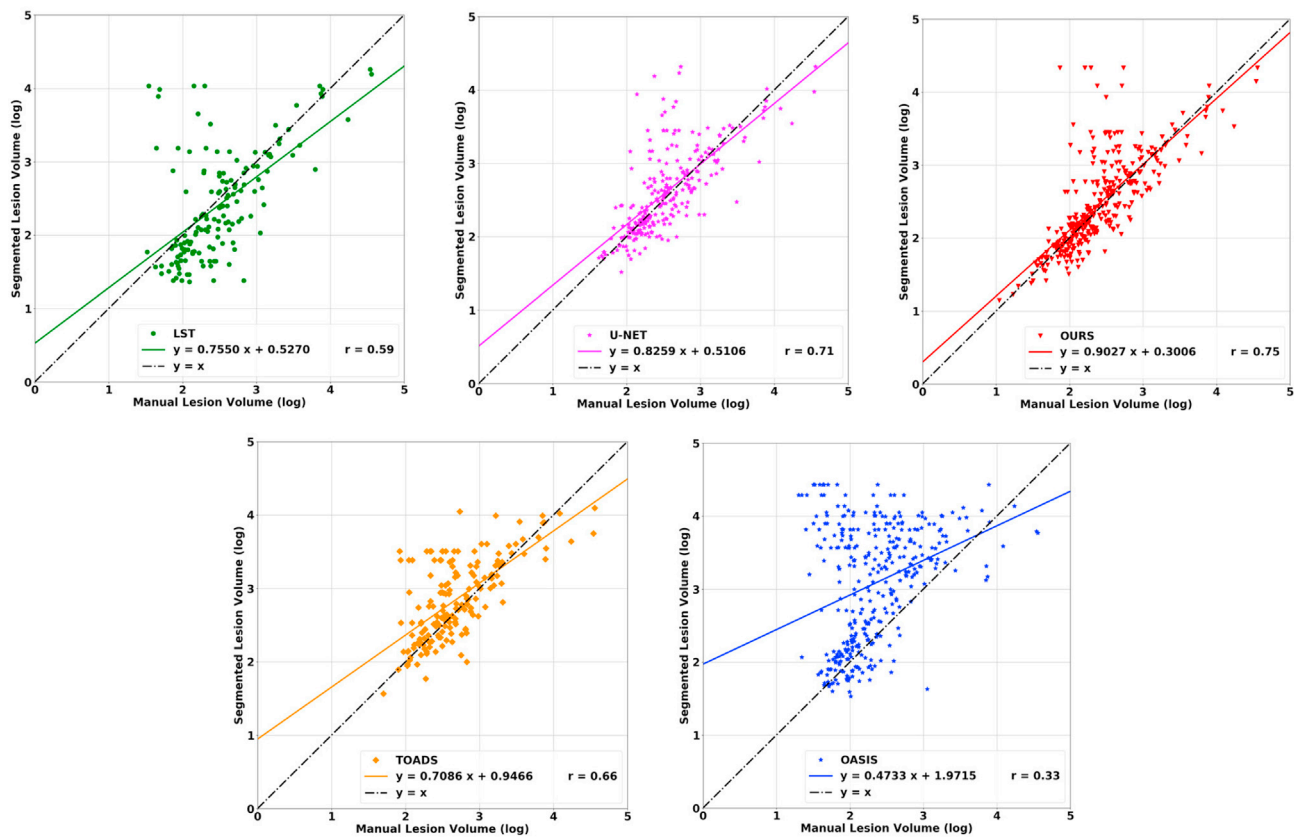 5
4
3
2
1
0
Segmented Lesion Volume (log)
LST
y = 0.7550 x + 0.5270 r = 0.59
y = x
0 1 2 3 4 5
Manual Lesion Volume (log)
5
4
3
2
1
0
Segmented Lesion Volume (log)
U-NET
y = 0.8259 x + 0.5106 r = 0.71
y = x
0 1 2 3 4 5
Manual Lesion Volume (log)
5
4
3
2
1
0
Segmented Lesion Volume (log)
OURS
y = 0.9027 x + 0.3006 r = 0.75
y = x
0 1 2 3 4 5
Manual Lesion Volume (log)
5
4
3
2
1
0
Segmented Lesion Volume (log)
TOADS
y = 0.7086 x + 0.9466 r = 0.66
y = x
0 1 2 3 4 5
Manual Lesion Volume (log)
5
4
3
2
1
0
Segmented Lesion Volume (log)
OASIS
y = 0.4733 x + 1.9715 r = 0.33
y = x
0 1 2 3 4 5
Manual Lesion Volume (log)